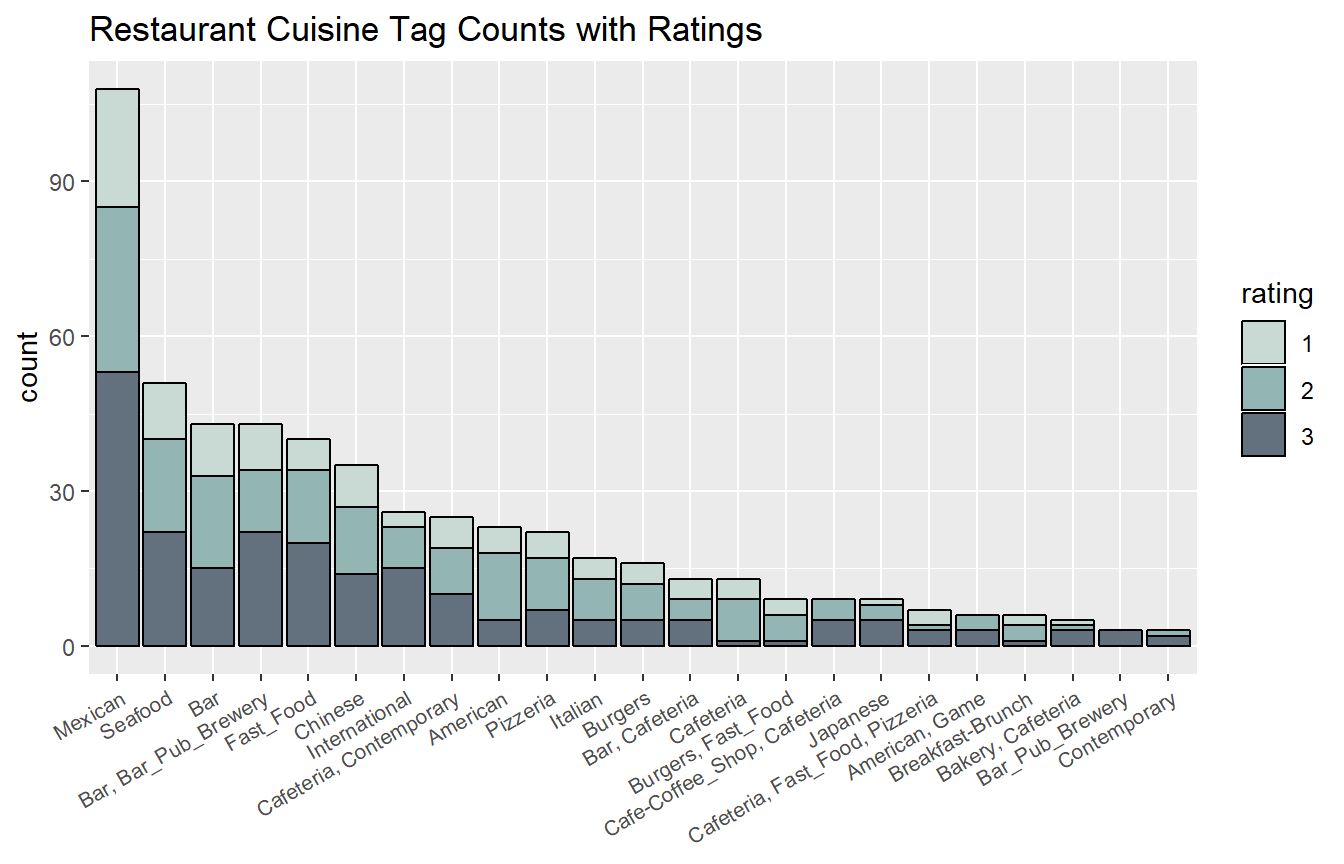 Restaurant Cuisine Tag Counts with Ratings
count
90
60
30
0
Mexican
Seafood
Bar
Bar, Bar_Pub_Brewery
Fast_Food
Chinese
International
Cafeteria, Contemporary
American
Pizzeria
Italian
Burgers
Bar, Cafeteria
Cafeteria
Burgers, Fast_Food
Cafe-Coffee_Shop, Cafeteria
Japanese
Cafeteria, Fast_Food, Pizzeria
American, Game
Breakfast-Brunch
Bakery, Cafeteria
Bar_Pub_Brewery
Contemporary
rating
1
2
3